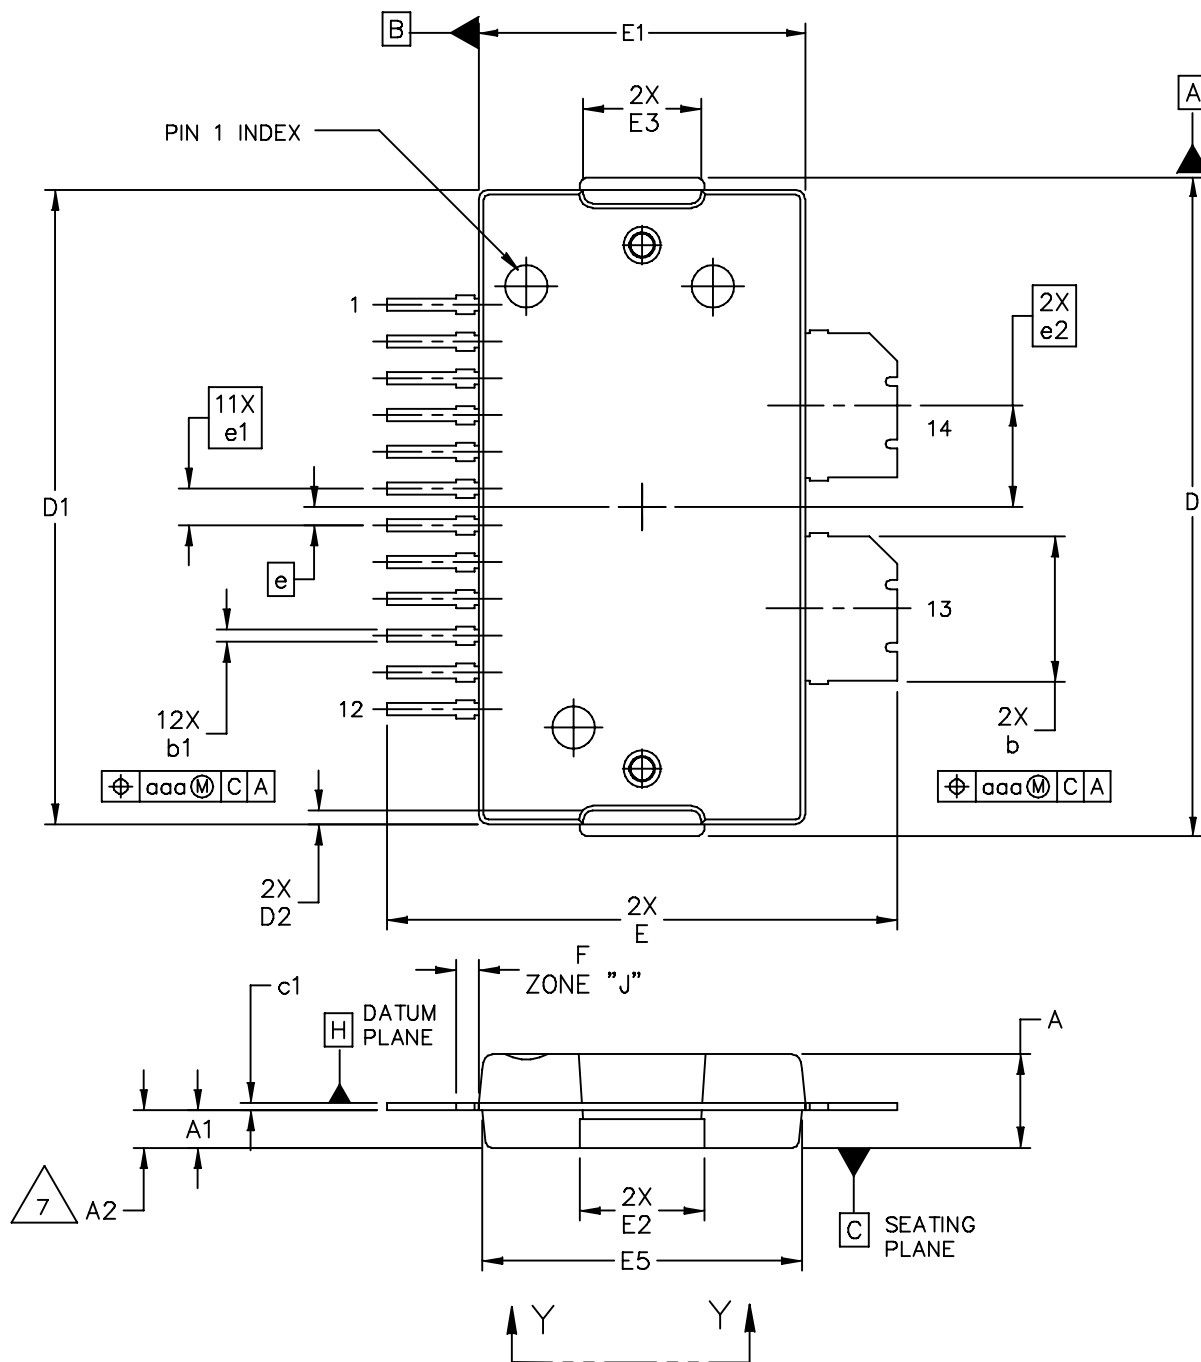 B
E1
2X
E3
A
PIN 1 INDEX
1
2X
e2
11X
e1
14
D1
D
e
13
12
12X
b1
2X
b
⌖ aaa Ⓜ C A
⌖ aaa Ⓜ C A
2X
D2
2X
E
F
ZONE "J"
c1
H
DATUM
PLANE
A
A1
7
A2
2X
E2
C
SEATING
PLANE
E5
Y
Y